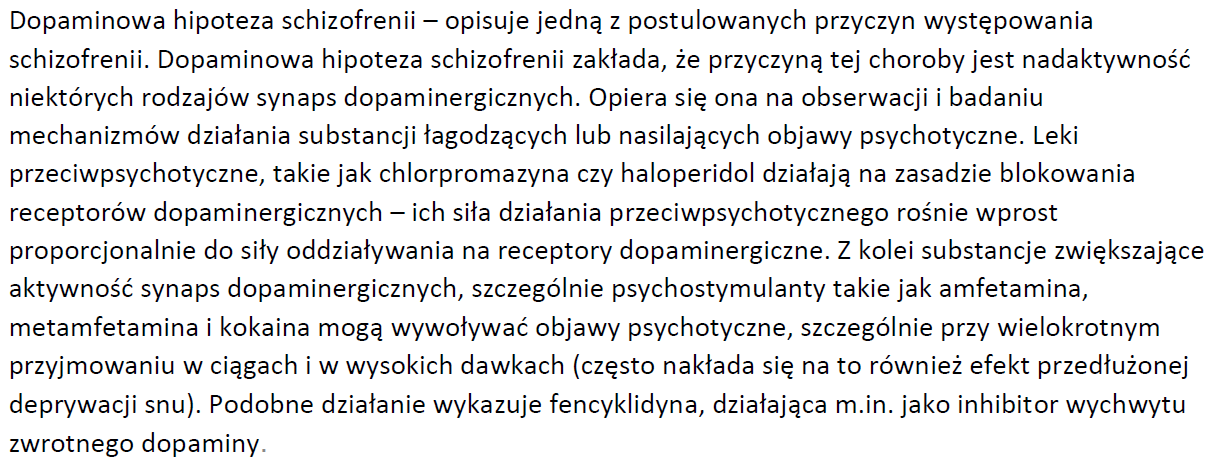 Dopaminowa hipoteza schizofrenii – opisuje jedną z postulowanych przyczyn występowania
schizofrenii. Dopaminowa hipoteza schizofrenii zakłada, że przyczyną tej choroby jest nadaktywność
niektórych rodzajów synaps dopaminergicznych. Opiera się ona na obserwacji i badaniu
mechanizmów działania substancji łagodzących lub nasilających objawy psychotyczne. Leki
przeciwpsychotyczne, takie jak chlorpromazyna czy haloperidol działają na zasadzie blokowania
receptorów dopaminergicznych – ich siła działania przeciwpsychotycznego rośnie wprost
proporcjonalnie do siły oddziaływania na receptory dopaminergiczne. Z kolei substancje zwiększające
aktywność synaps dopaminergicznych, szczególnie psychostymulanty takie jak amfetamina,
metamfetamina i kokaina mogą wywoływać objawy psychotyczne, szczególnie przy wielokrotnym
przyjmowaniu w ciągach i w wysokich dawkach (często nakłada się na to również efekt przedłużonej
deprywacji snu). Podobne działanie wykazuje fencyklidyna, działająca m.in. jako inhibitor wychwytu
zwrotnego dopaminy.